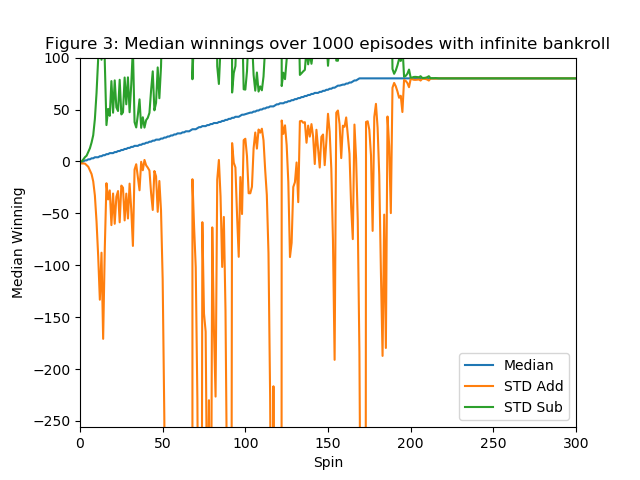 Figure 3: Median winnings over 1000 episodes with infinite bankroll
100
50
0
−50
−100
−150
−200
−250
Median Winning
0 50 100 150 200 250 300
Spin
Median
STD Add
STD Sub